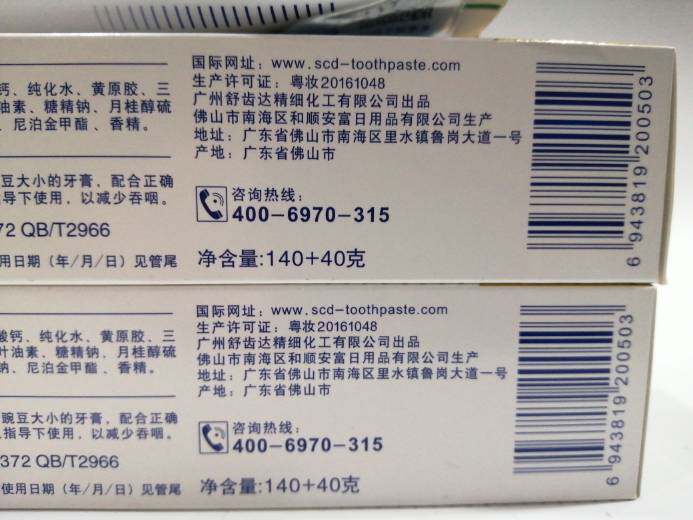 钙、纯化水、黄原胶、三
油素、糖精钠、月桂醇硫
、尼泊金甲酯、香精。
豆大小的牙膏，配合正确
导下使用，以减少吞咽。
72 QB/T2966
用日期（年/月/日）见管尾
国际网址：www.scd-toothpaste.com
生产许可证：粤妆20161048
广州舒齿达精细化工有限公司出品
佛山市南海区和顺安富日用品有限公司生产
地址：广东省佛山市南海区里水镇鲁岗大道一号
产地：广东省佛山市
咨询热线：
400-6970-315
净含量:140+40克
6 943819 200503
酸钙、纯化水、黄原胶、三
叶油素、糖精钠、月桂醇硫
钠、尼泊金甲酯、香精。
豌豆大小的牙膏，配合正确
指导下使用，以减少吞咽。
372 QB/T2966
使用日期（年/月/日）见管尾
国际网址：www.scd-toothpaste.com
生产许可证：粤妆20161048
广州舒齿达精细化工有限公司出品
佛山市南海区和顺安富日用品有限公司生产
地址：广东省佛山市南海区里水镇鲁岗大道一号
产地：广东省佛山市
咨询热线：
400-6970-315
净含量:140+40克
6 943819 200503